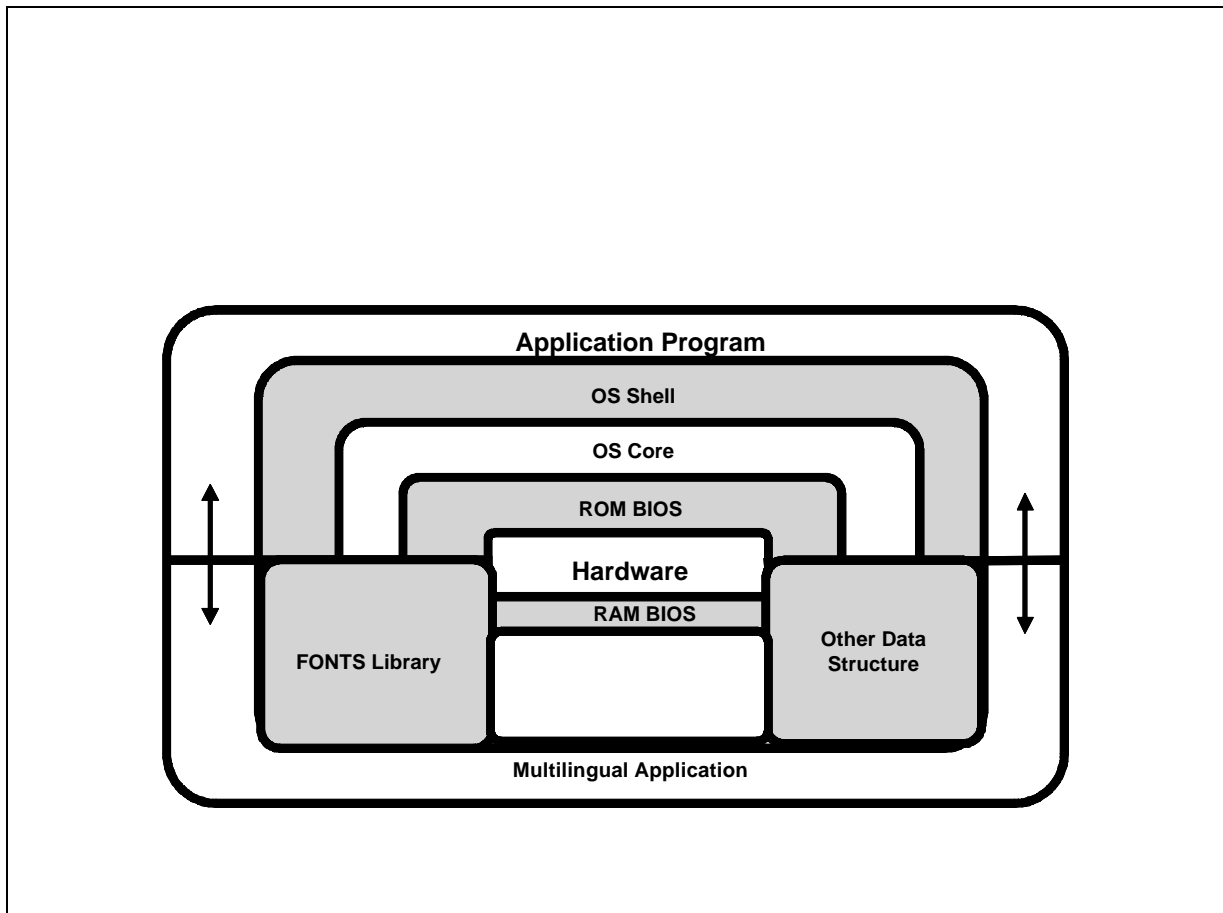 Application Program
OS Shell
OS Core
ROM BIOS
Hardware
RAM BIOS
FONTS Library
Other Data
Structure
Multilingual Application